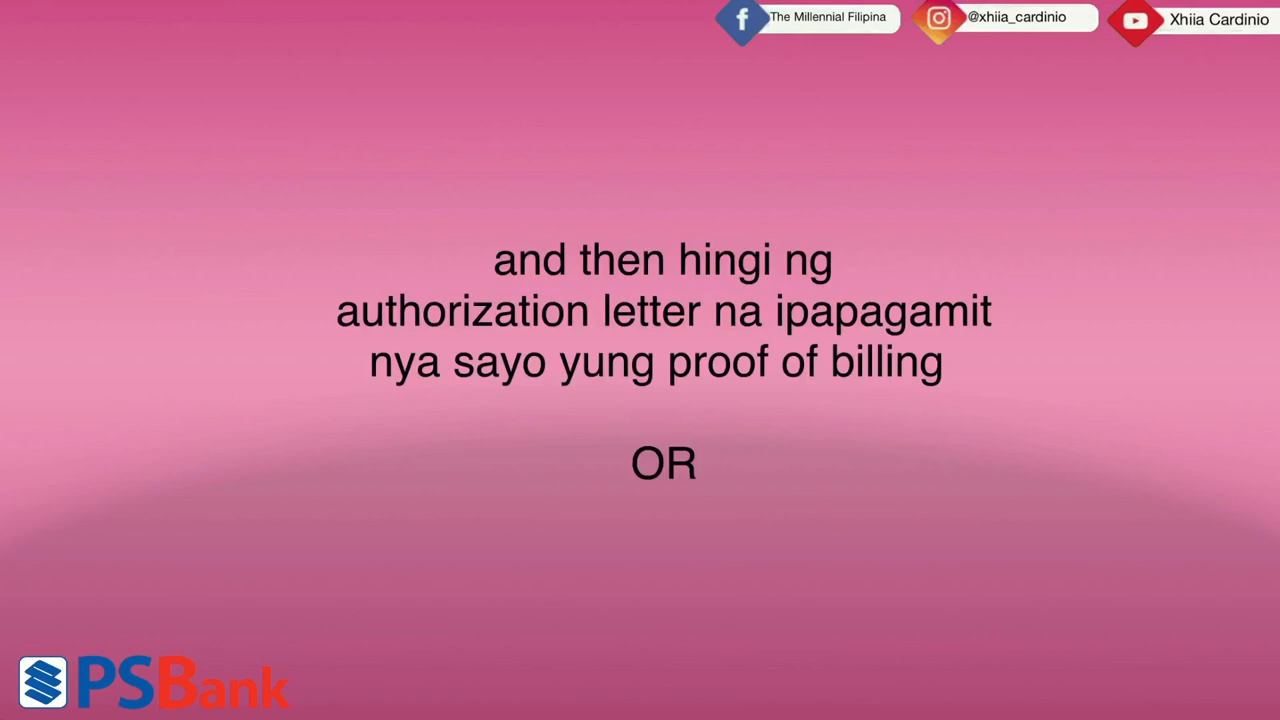 The Millennial Filipina
@xhiia_cardinio
Xhiia Cardinio
and then hingi ng
authorization letter na ipapagamit
nya sayo yung proof of billing
OR
PSBank